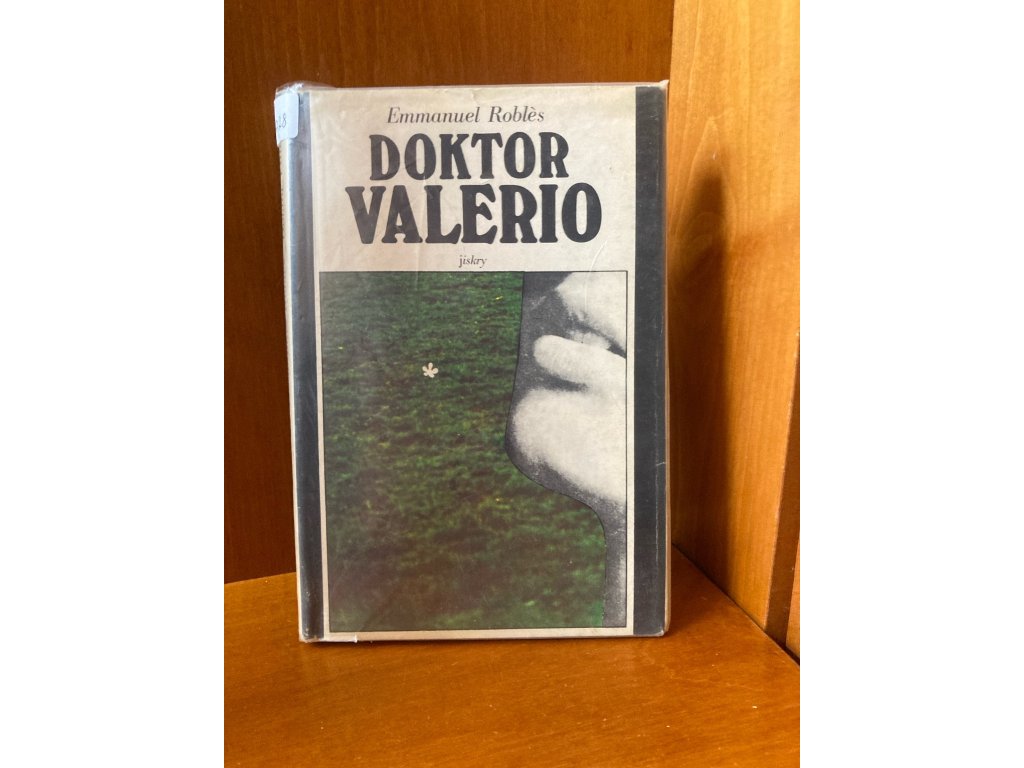 Emmanuel Roblès
DOKTOR
VALERIO
jiskry